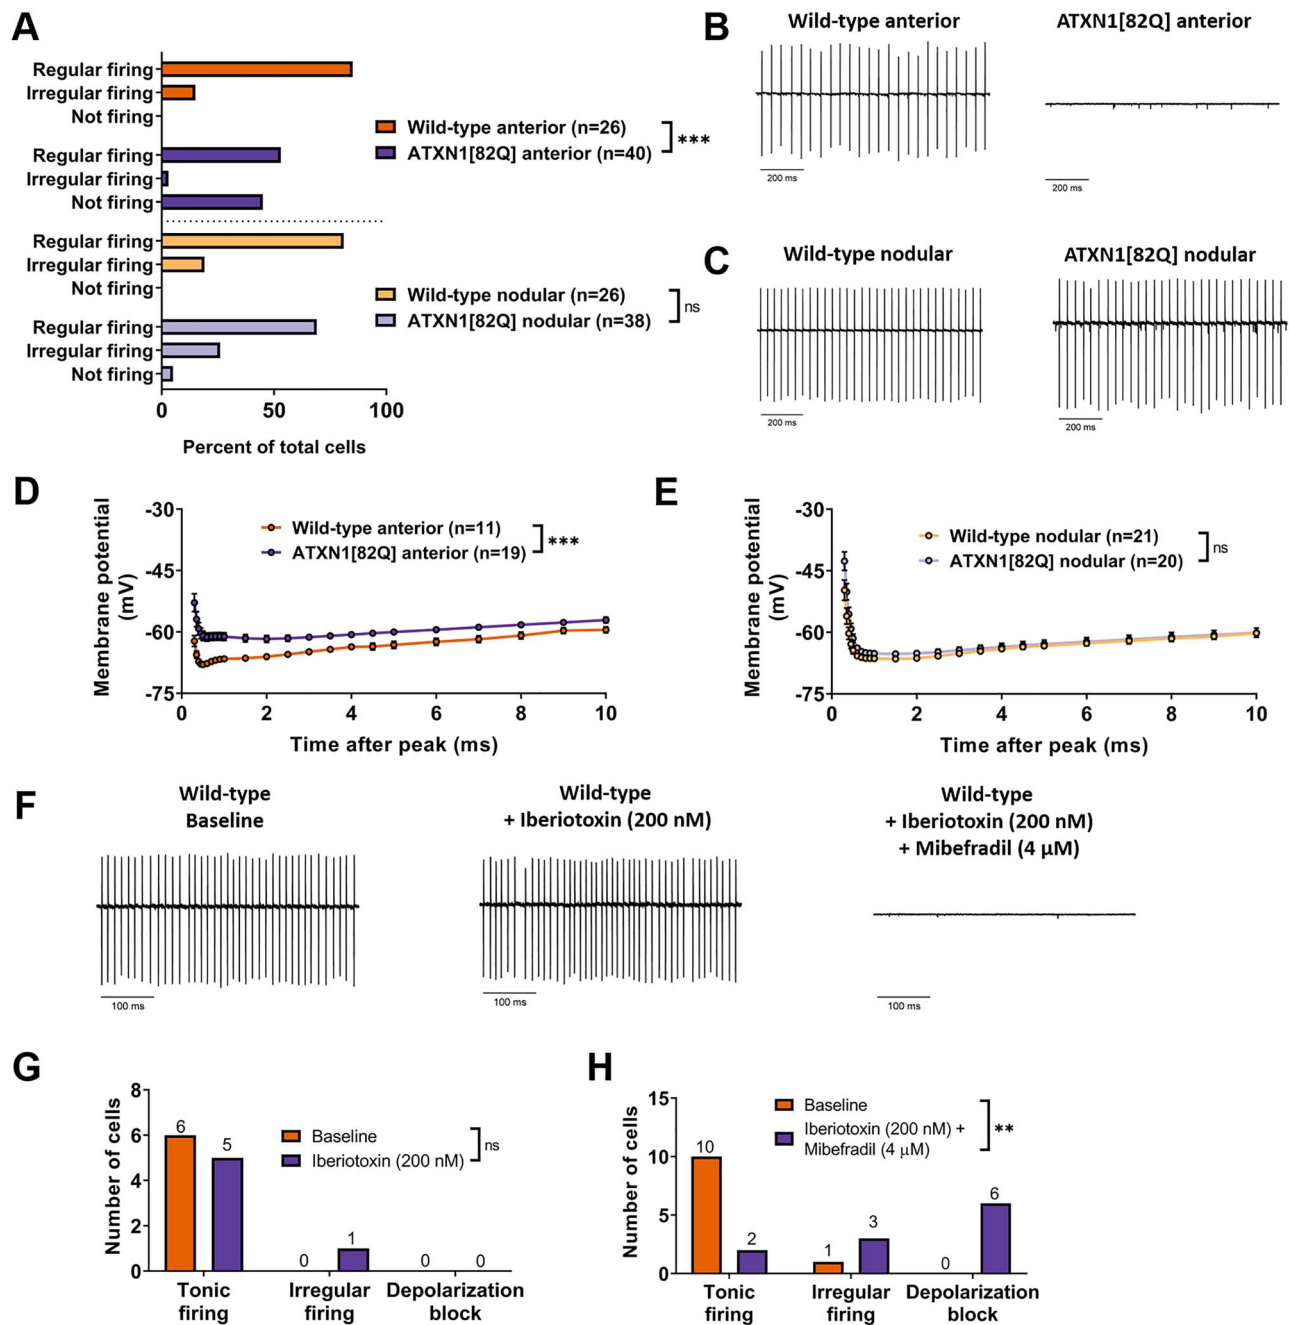 A
Regular firing
Irregular firing
Not firing
Regular firing
Irregular firing
Not firing
Regular firing
Irregular firing
Not firing
Regular firing
Irregular firing
Not firing
Wild-type anterior (n=26)
ATXN1[82Q] anterior (n=40)
***
Wild-type nodular (n=26)
ATXN1[82Q] nodular (n=38)
ns
0 50 100
Percent of total cells
B
Wild-type anterior
ATXN1[82Q] anterior
200 ms
200 ms
C
Wild-type nodular
ATXN1[82Q] nodular
200 ms
200 ms
D
Membrane potential
(mV)
-30
-45
-60
-75
Wild-type anterior (n=11)
ATXN1[82Q] anterior (n=19)
***
0 2 4 6 8 10
Time after peak (ms)
E
Membrane potential
(mV)
-30
-45
-60
-75
Wild-type nodular (n=21)
ATXN1[82Q] nodular (n=20)
ns
0 2 4 6 8 10
Time after peak (ms)
F
Wild-type
Baseline
Wild-type
+ Iberiotoxin (200 nM)
Wild-type
+ Iberiotoxin (200 nM)
+ Mibefradil (4 µM)
100 ms
100 ms
100 ms
G
Number of cells
8
6
4
2
0
6
5
0
1
0
0
Baseline
Iberiotoxin (200 nM)
ns
Tonic
firing
Irregular
firing
Depolarization
block
H
Number of cells
15
10
5
0
10
2
1
3
0
6
Baseline
Iberiotoxin (200 nM) +
Mibefradil (4 µM)
**
Tonic
firing
Irregular
firing
Depolarization
block